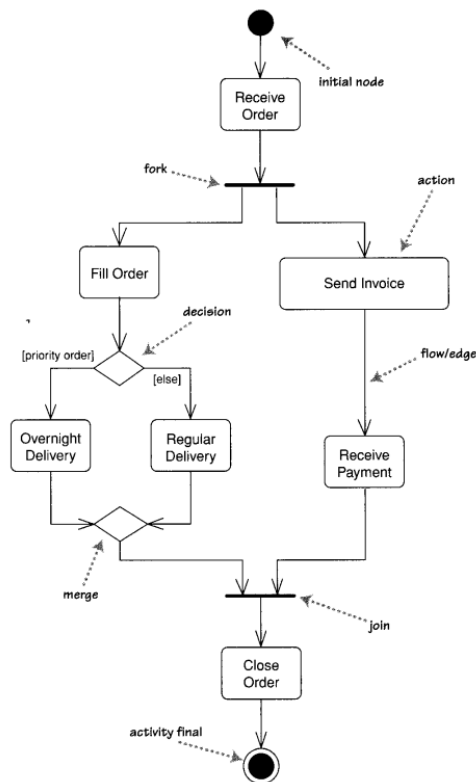 initial node
Receive
Order
fork
action
Fill Order
Send Invoice
decision
[priority order]
[else]
flow/edge
Overnight
Delivery
Regular
Delivery
Receive
Payment
merge
join
Close
Order
activity final